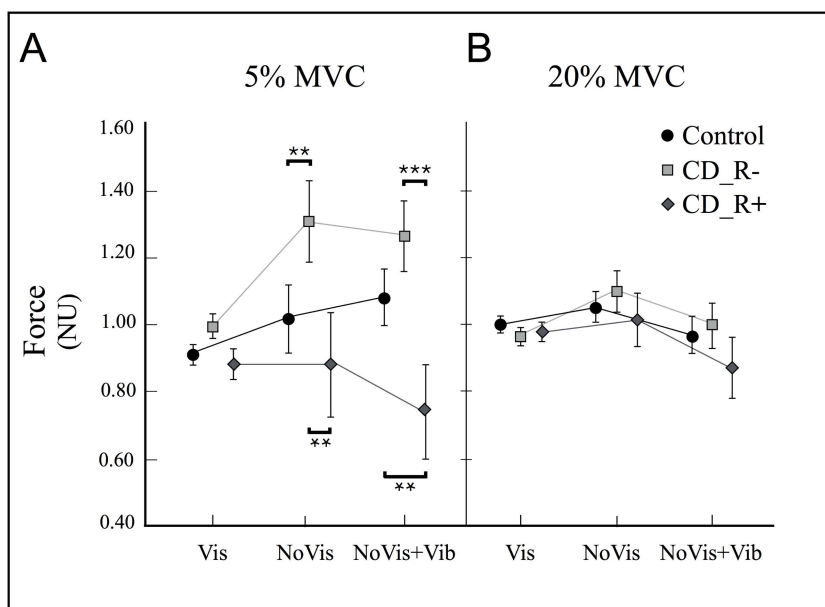 A
B
5% MVC
20% MVC
1.60
1.40
1.20
1.00
0.80
0.60
0.40
Force
(NU)
**
***
**
**
Control
CD_R-
CD_R+
Vis
NoVis
NoVis+Vib
Vis
NoVis
NoVis+Vib